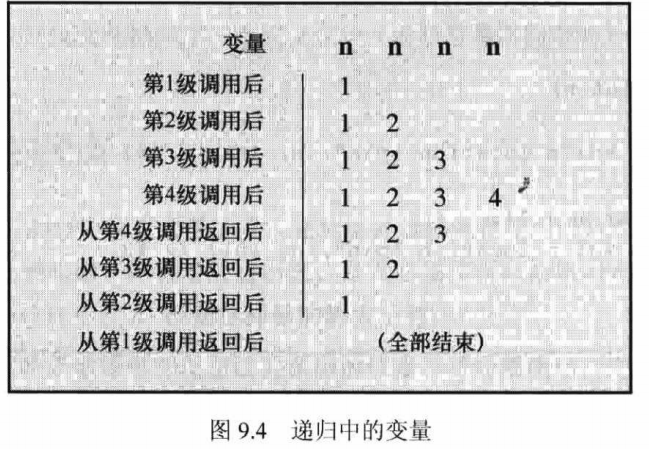 变量 n n n n
第1级调用后 1
第2级调用后 1 2
第3级调用后 1 2 3
第4级调用后 1 2 3 4
从第4级调用返回后 1 2 3
从第3级调用返回后 1 2
从第2级调用返回后 1
从第1级调用返回后 （全部结束）
图 9.4 递归中的变量